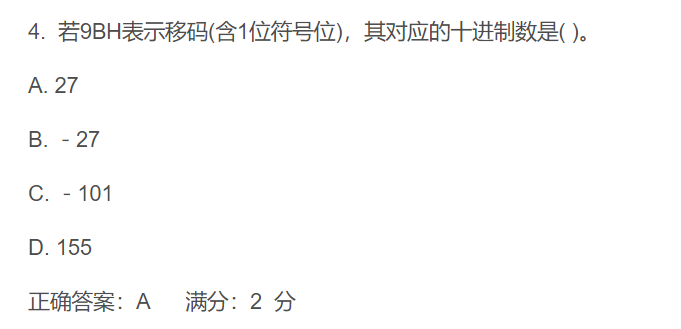 4.  若9BH表示移码(含1位符号位)，其对应的十进制数是( )。
A. 27
B.  - 27
C.  - 101
D. 155
正确答案：A      满分：2  分